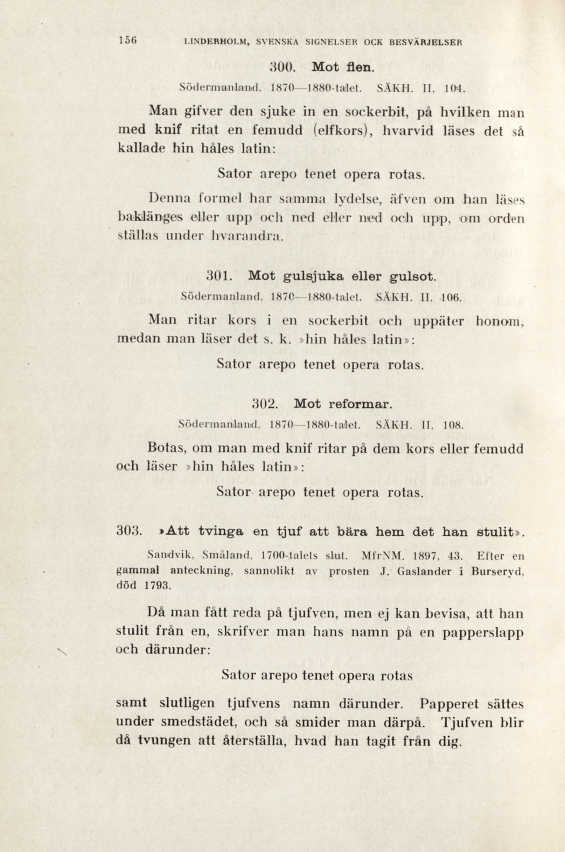 156 LINDERHOLM, SVENSKA SIGNELSER OCK BESVÄRJELSER
300. Mot flen.
Södermanland. 1870—1880-talet. SÄKH. II. 104.
Man gifver den sjuke in en sockerbit, på hvilken man
med knif ritat en femudd (elfkors), hvarvid läses det så
kallade hin håles latin:
Sator arepo tenet opera rotas.
Denna formel har samma lydelse, äfven om han läses
baklänges eller upp och ned eller ned och upp, om orden
ställas under hvarandra.
301. Mot gulsjuka eller gulsot.
Södermanland. 1870—1880-talet. SÄKH. II. 106.
Man ritar kors i en sockerbit och uppäter honom,
medan man läser det s. k. »hin håles latin»:
Sator arepo tenet opera rotas.
302. Mot reformar.
Södermanland. 1870—1880-talet. SÄKH. II. 108.
Botas, om man med knif ritar på dem kors eller femudd
och läser »hin håles latin»:
Sator arepo tenet opera rotas.
303. »Att tvinga en tjuf att bära hem det han stulit».
Sandvik, Småland, 1700-talets slut. MfrNM. 1897, 43. Efter en
gammal anteckning, sannolikt av prosten J. Gaslander i Burseryd,
död 1793.
Då man fått reda på tjufven, men ej kan bevisa, att han
stulit från en, skrifver man hans namn på en papperslapp
och därunder:
Sator arepo tenet opera rotas
samt slutligen tjufvens namn därunder. Papperet sättes
under smedstädet, och så smider man därpå. Tjufven blir
då tvungen att återställa, hvad han tagit från dig.